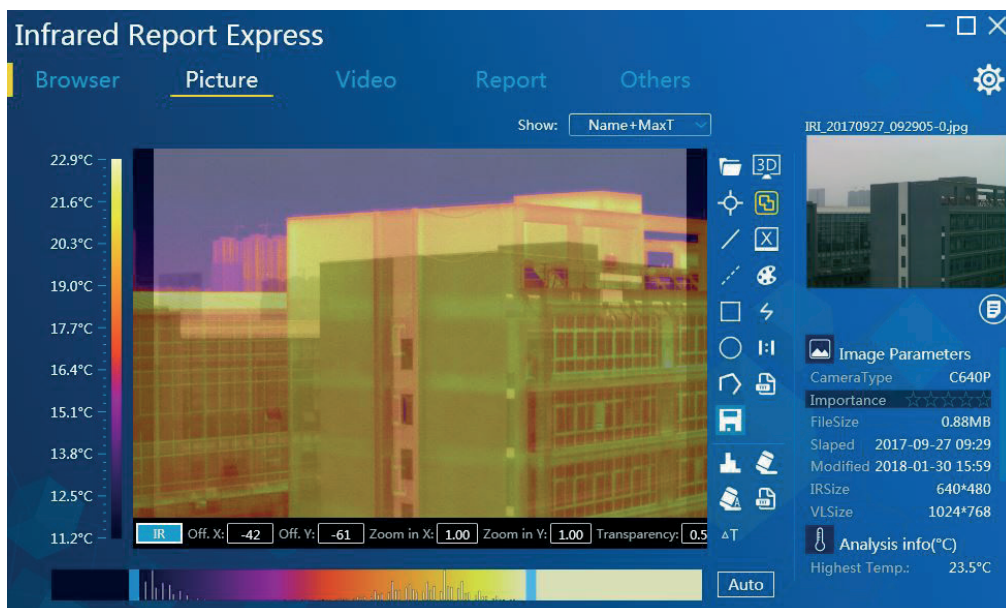 Infrared Report Express
Browser Picture Video Report Others
Show: Name+MaxT
IRI_20170927_092905-0.jpg
22.9°C
21.6°C
20.3°C
19.0°C
17.7°C
16.4°C
15.1°C
13.8°C
12.5°C
11.2°C
3D
X
1:1
A
ΔT
IR Off. X: -42 Off. Y: -61 Zoom in X: 1.00 Zoom in Y: 1.00 Transparency: 0.5
Auto
Image Parameters
CameraType C640P
Importance
FileSize 0.88MB
Slaped 2017-09-27 09:29
Modified 2018-01-30 15:59
IRSize 640*480
VLSize 1024*768
Analysis info(°C)
Highest Temp.: 23.5°C